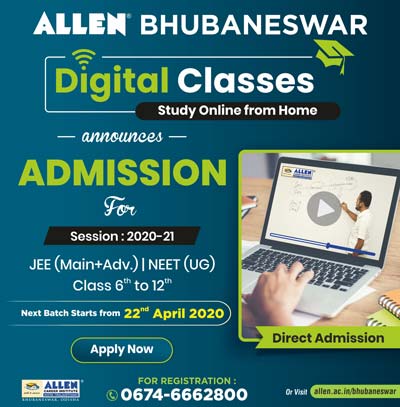 ALLEN® BHUBANESWAR
Digital Classes
Study Online from Home
announces
ADMISSION
For
Session : 2020-21
JEE (Main+Adv.) | NEET (UG)
Class 6th to 12th
Next Batch Starts from 22nd April 2020
Apply Now
ALLEN
Direct Admission
ALLEN
CAREER INSTITUTE
BHUBANESWAR, ODISHA
FOR REGISTRATION :
0674-6662800
Or Visit allen.ac.in/bhubaneswar